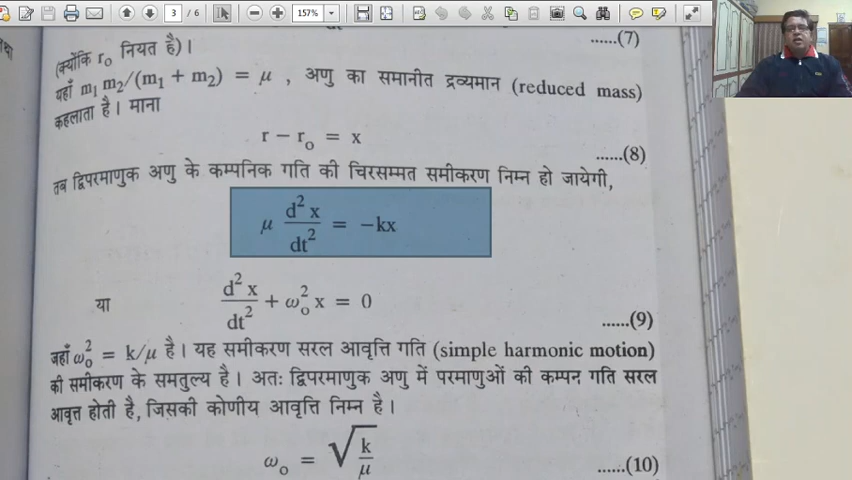 3 / 6
157%
......(7)
(क्योंकि r₀ नियत है)।
यहाँ m₁ m₂/(m₁ + m₂) = μ , अणु का समानीत द्रव्यमान (reduced mass)
कहलाता है। माना
r − r₀ = x
......(8)
तब द्विपरमाणुक अणु के कम्पनिक गति की चिरसम्मत समीकरण निम्न हो जायेगी,
μ d²x/dt² = −kx
या d²x/dt² + ω₀² x = 0
......(9)
जहाँ ω₀² = k/μ है। यह समीकरण सरल आवृत्ति गति (simple harmonic motion)
की समीकरण के समतुल्य है। अतः द्विपरमाणुक अणु में परमाणुओं की कम्पन गति सरल
आवृत्त होती है, जिसकी कोणीय आवृत्ति निम्न है।
ω₀ = √k/μ
......(10)